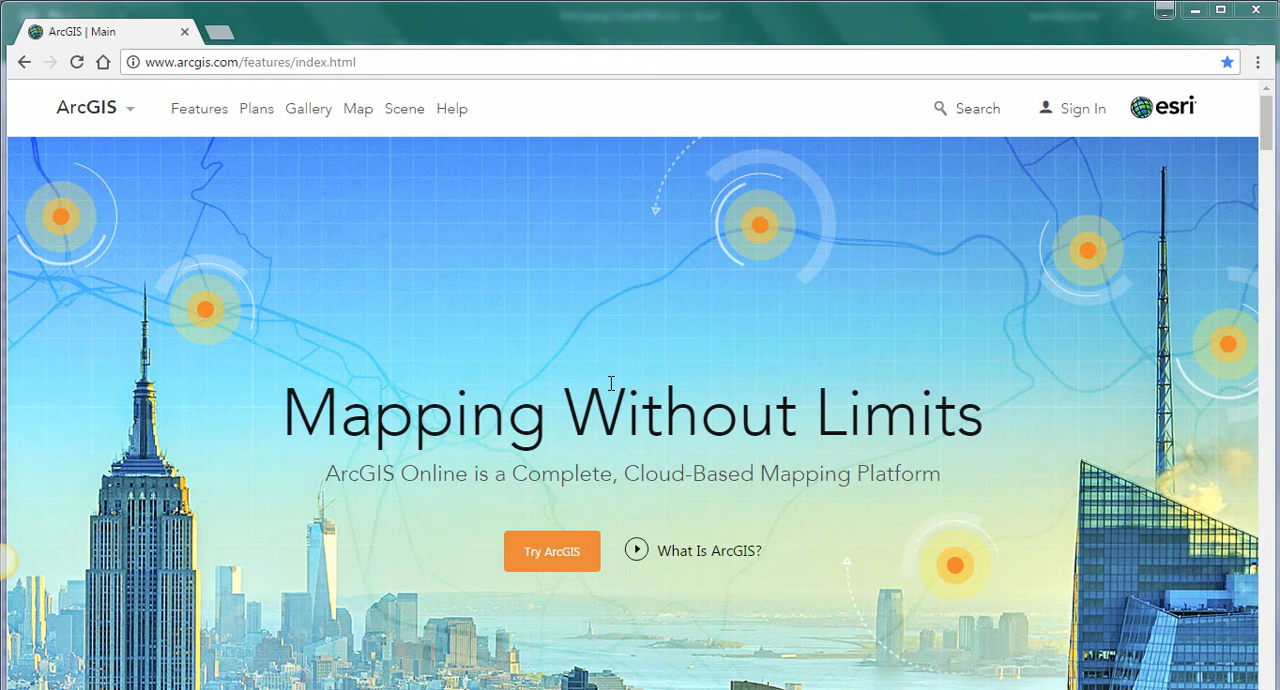 ArcGIS | Main
www.arcgis.com/features/index.html
ArcGIS Features Plans Gallery Map Scene Help Search Sign In esri
Mapping Without Limits
ArcGIS Online is a Complete, Cloud-Based Mapping Platform
Try ArcGIS What Is ArcGIS?